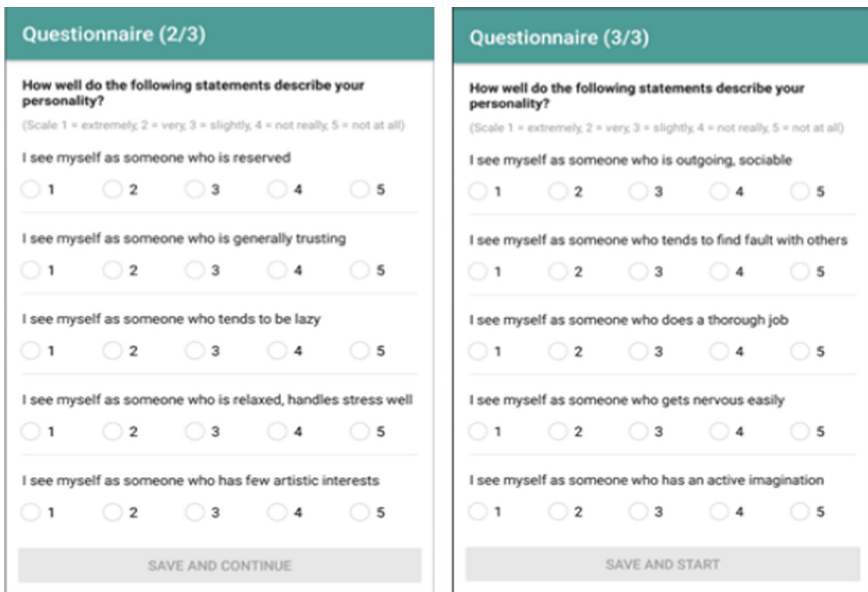 Questionnaire (2/3)
How well do the following statements describe your
personality?
(Scale 1 = extremely, 2 = very, 3 = slightly, 4 = not really, 5 = not at all)
I see myself as someone who is reserved
1 2 3 4 5
I see myself as someone who is generally trusting
1 2 3 4 5
I see myself as someone who tends to be lazy
1 2 3 4 5
I see myself as someone who is relaxed, handles stress well
1 2 3 4 5
I see myself as someone who has few artistic interests
1 2 3 4 5
SAVE AND CONTINUE
Questionnaire (3/3)
How well do the following statements describe your
personality?
(Scale 1 = extremely, 2 = very, 3 = slightly, 4 = not really, 5 = not at all)
I see myself as someone who is outgoing, sociable
1 2 3 4 5
I see myself as someone who tends to find fault with others
1 2 3 4 5
I see myself as someone who does a thorough job
1 2 3 4 5
I see myself as someone who gets nervous easily
1 2 3 4 5
I see myself as someone who has an active imagination
1 2 3 4 5
SAVE AND START